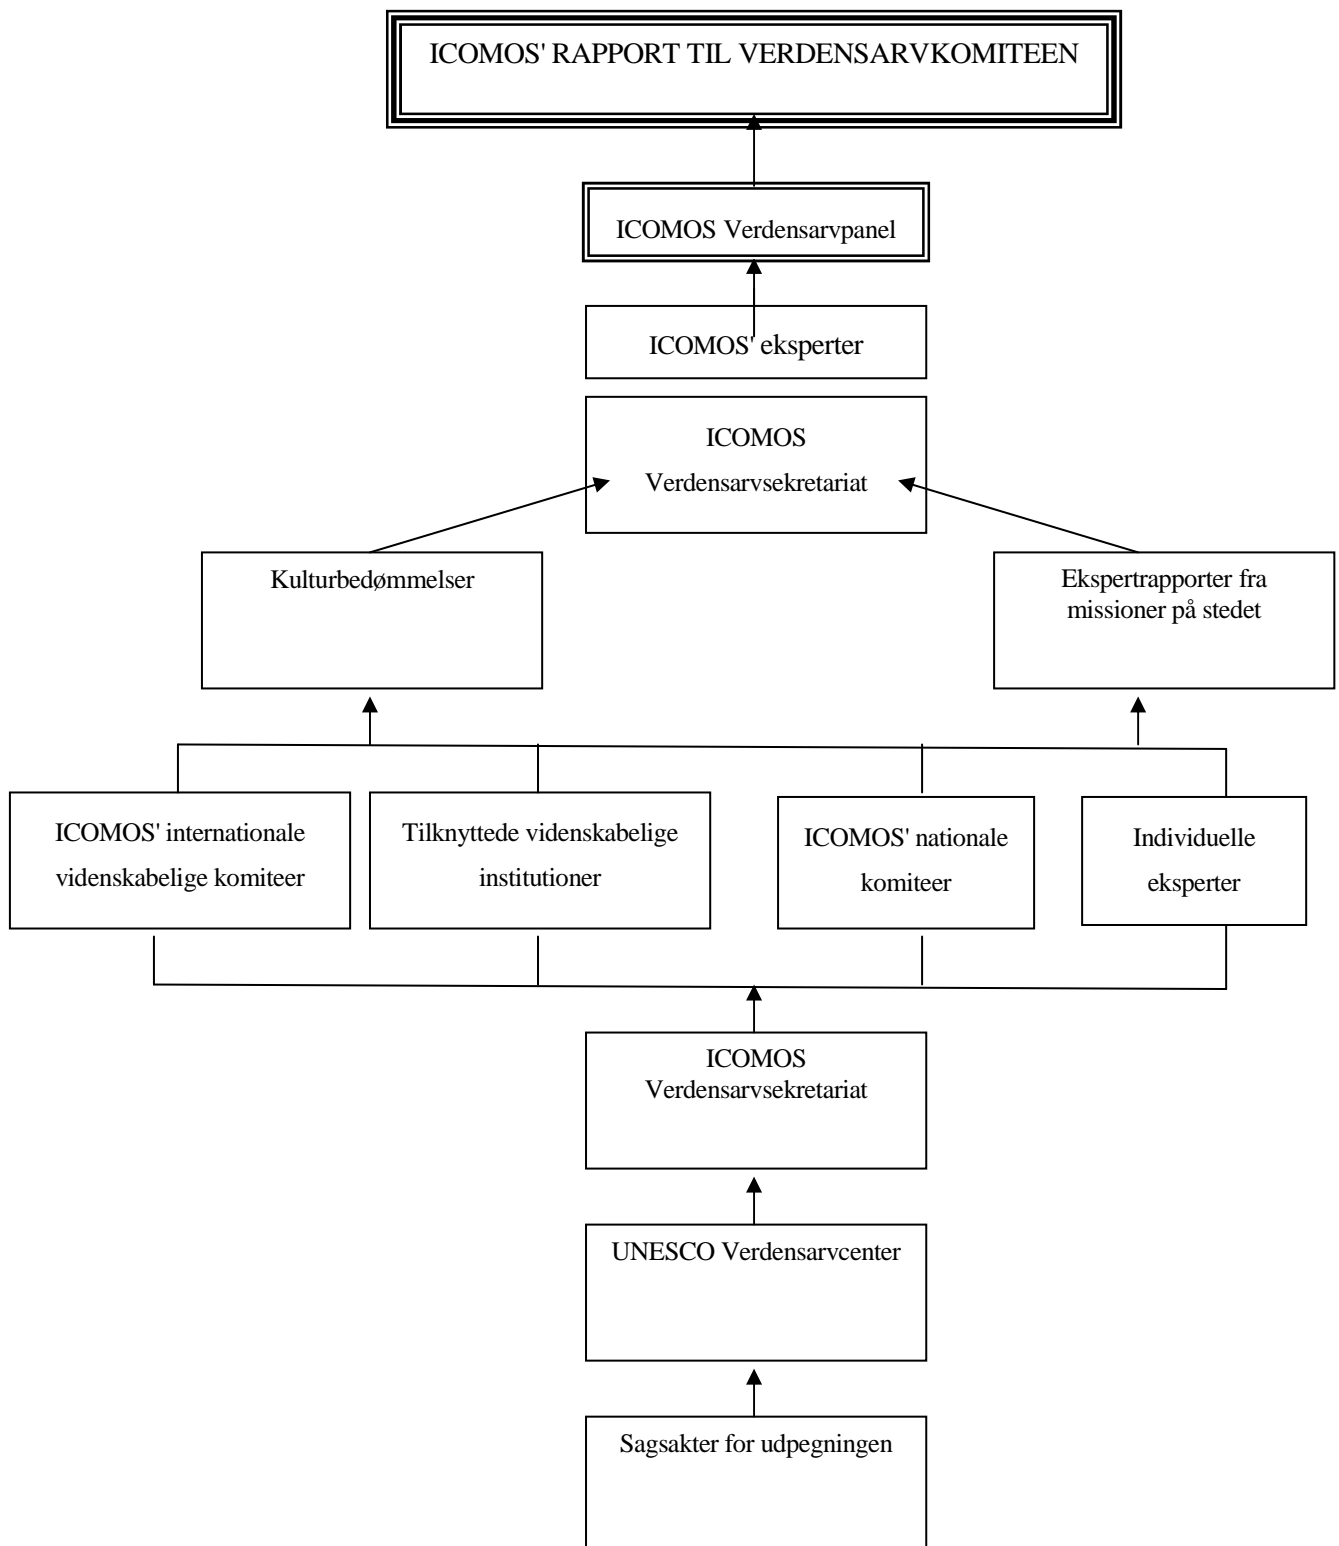 ICOMOS' RAPPORT TIL VERDENSARVKOMITEEN
ICOMOS Verdensarvpanel
ICOMOS' eksperter
ICOMOS
Verdensarvsekretariat
Kulturbedømmelser
Ekspertrapporter fra
missioner på stedet
ICOMOS' internationale
videnskabelige komiteer
Tilknyttede videnskabelige
institutioner
ICOMOS' nationale
komiteer
Individuelle
eksperter
ICOMOS
Verdensarvsekretariat
UNESCO Verdensarvcenter
Sagsakter for udpegningen